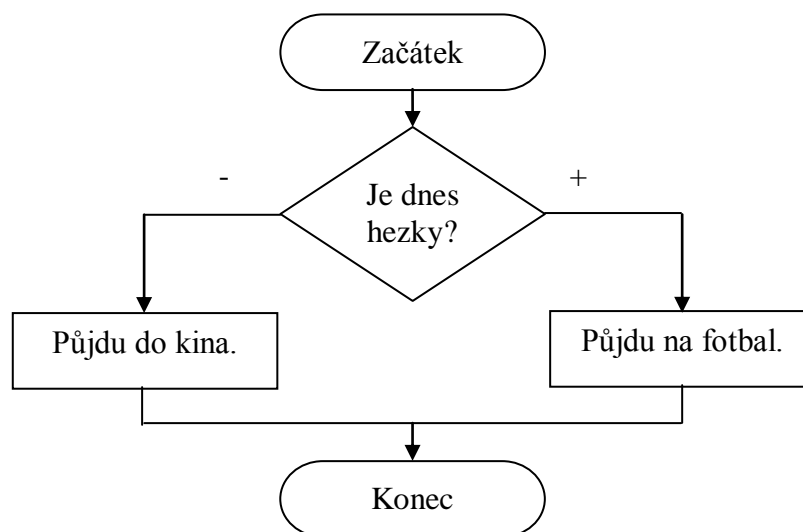 Začátek
-
+
Je dnes
hezky?
Půjdu do kina.
Půjdu na fotbal.
Konec